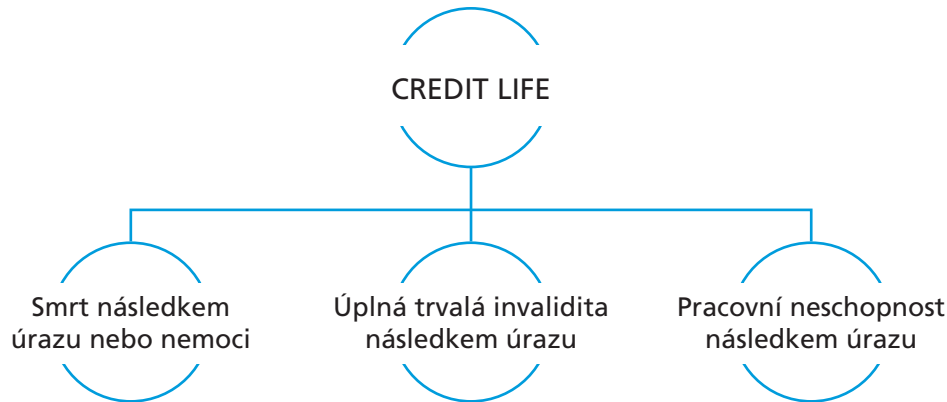 CREDIT LIFE
Smrt následkem
úrazu nebo nemoci
Úplná trvalá invalidita
následkem úrazu
Pracovní neschopnost
následkem úrazu